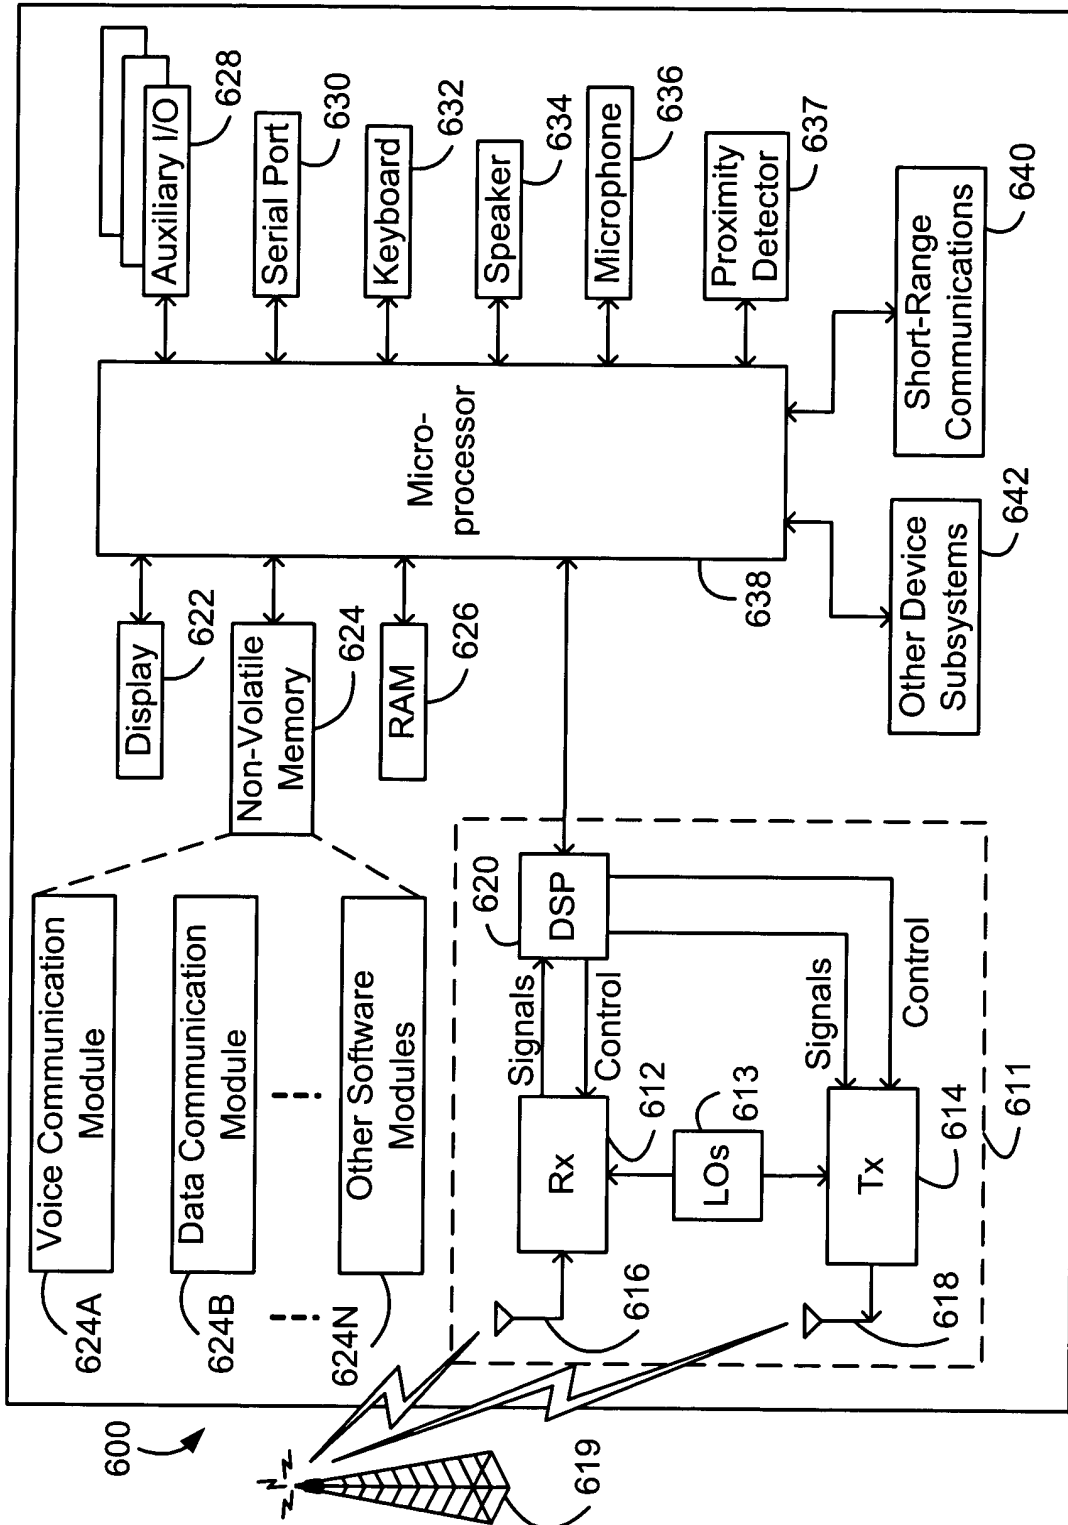 600
619
Voice Communication
Module
624A
Data Communication
Module
624B
Other Software
Modules
624N
Display
622
Non-Volatile
Memory
624
RAM
626
Micro-
processor
638
Auxiliary I/O
628
Serial Port
630
Keyboard
632
Speaker
634
Microphone
636
Proximity
Detector
637
Short-Range
Communications
640
Other Device
Subsystems
642
DSP
620
Signals
Control
Rx
612
LOs
613
Tx
614
Signals
Control
616
618
611